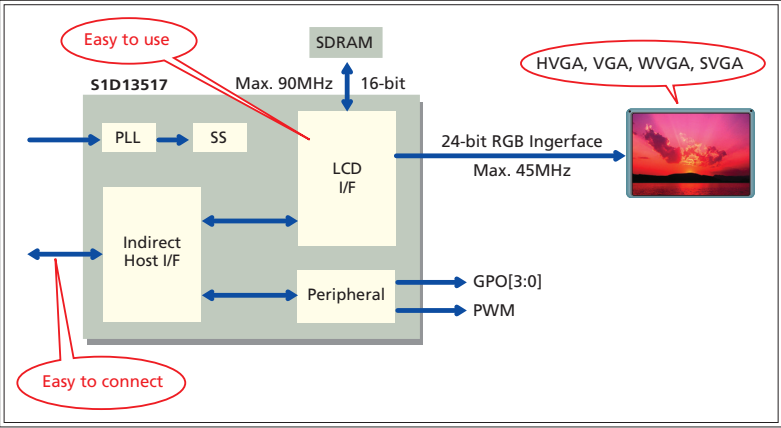 Easy to use
SDRAM
HVGA, VGA, WVGA, SVGA
S1D13517
Max. 90MHz
16-bit
PLL
SS
24-bit RGB Ingerface
Max. 45MHz
LCD
I/F
Indirect
Host I/F
Peripheral
GPO[3:0]
PWM
Easy to connect